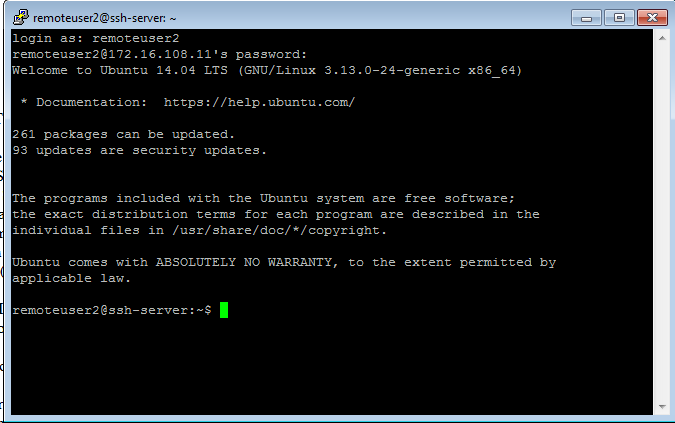 remoteuser2@ssh-server: ~
login as: remoteuser2
remoteuser2@172.16.108.11's password:
Welcome to Ubuntu 14.04 LTS (GNU/Linux 3.13.0-24-generic x86_64)
* Documentation:  https://help.ubuntu.com/
261 packages can be updated.
93 updates are security updates.
The programs included with the Ubuntu system are free software;
the exact distribution terms for each program are described in the
individual files in /usr/share/doc/*/copyright.
Ubuntu comes with ABSOLUTELY NO WARRANTY, to the extent permitted by
applicable law.
remoteuser2@ssh-server:~$